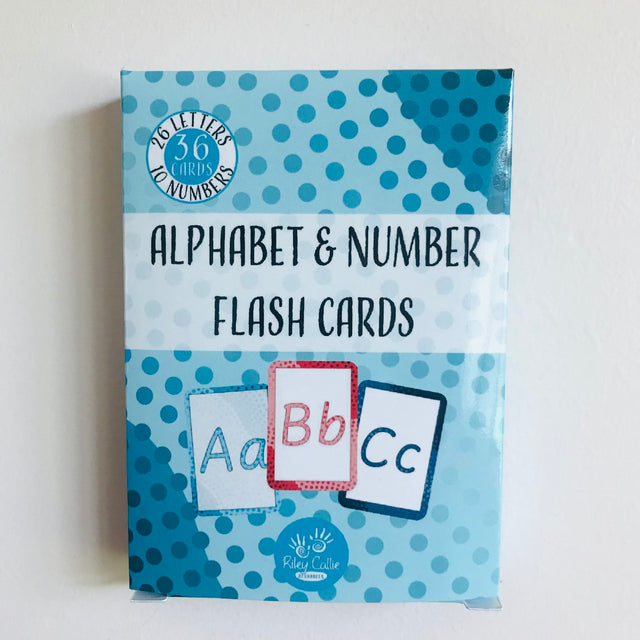 26 LETTERS
36
CARDS
10 NUMBERS
ALPHABET & NUMBER
FLASH CARDS
Aa
Bb
Cc
Riley Callie